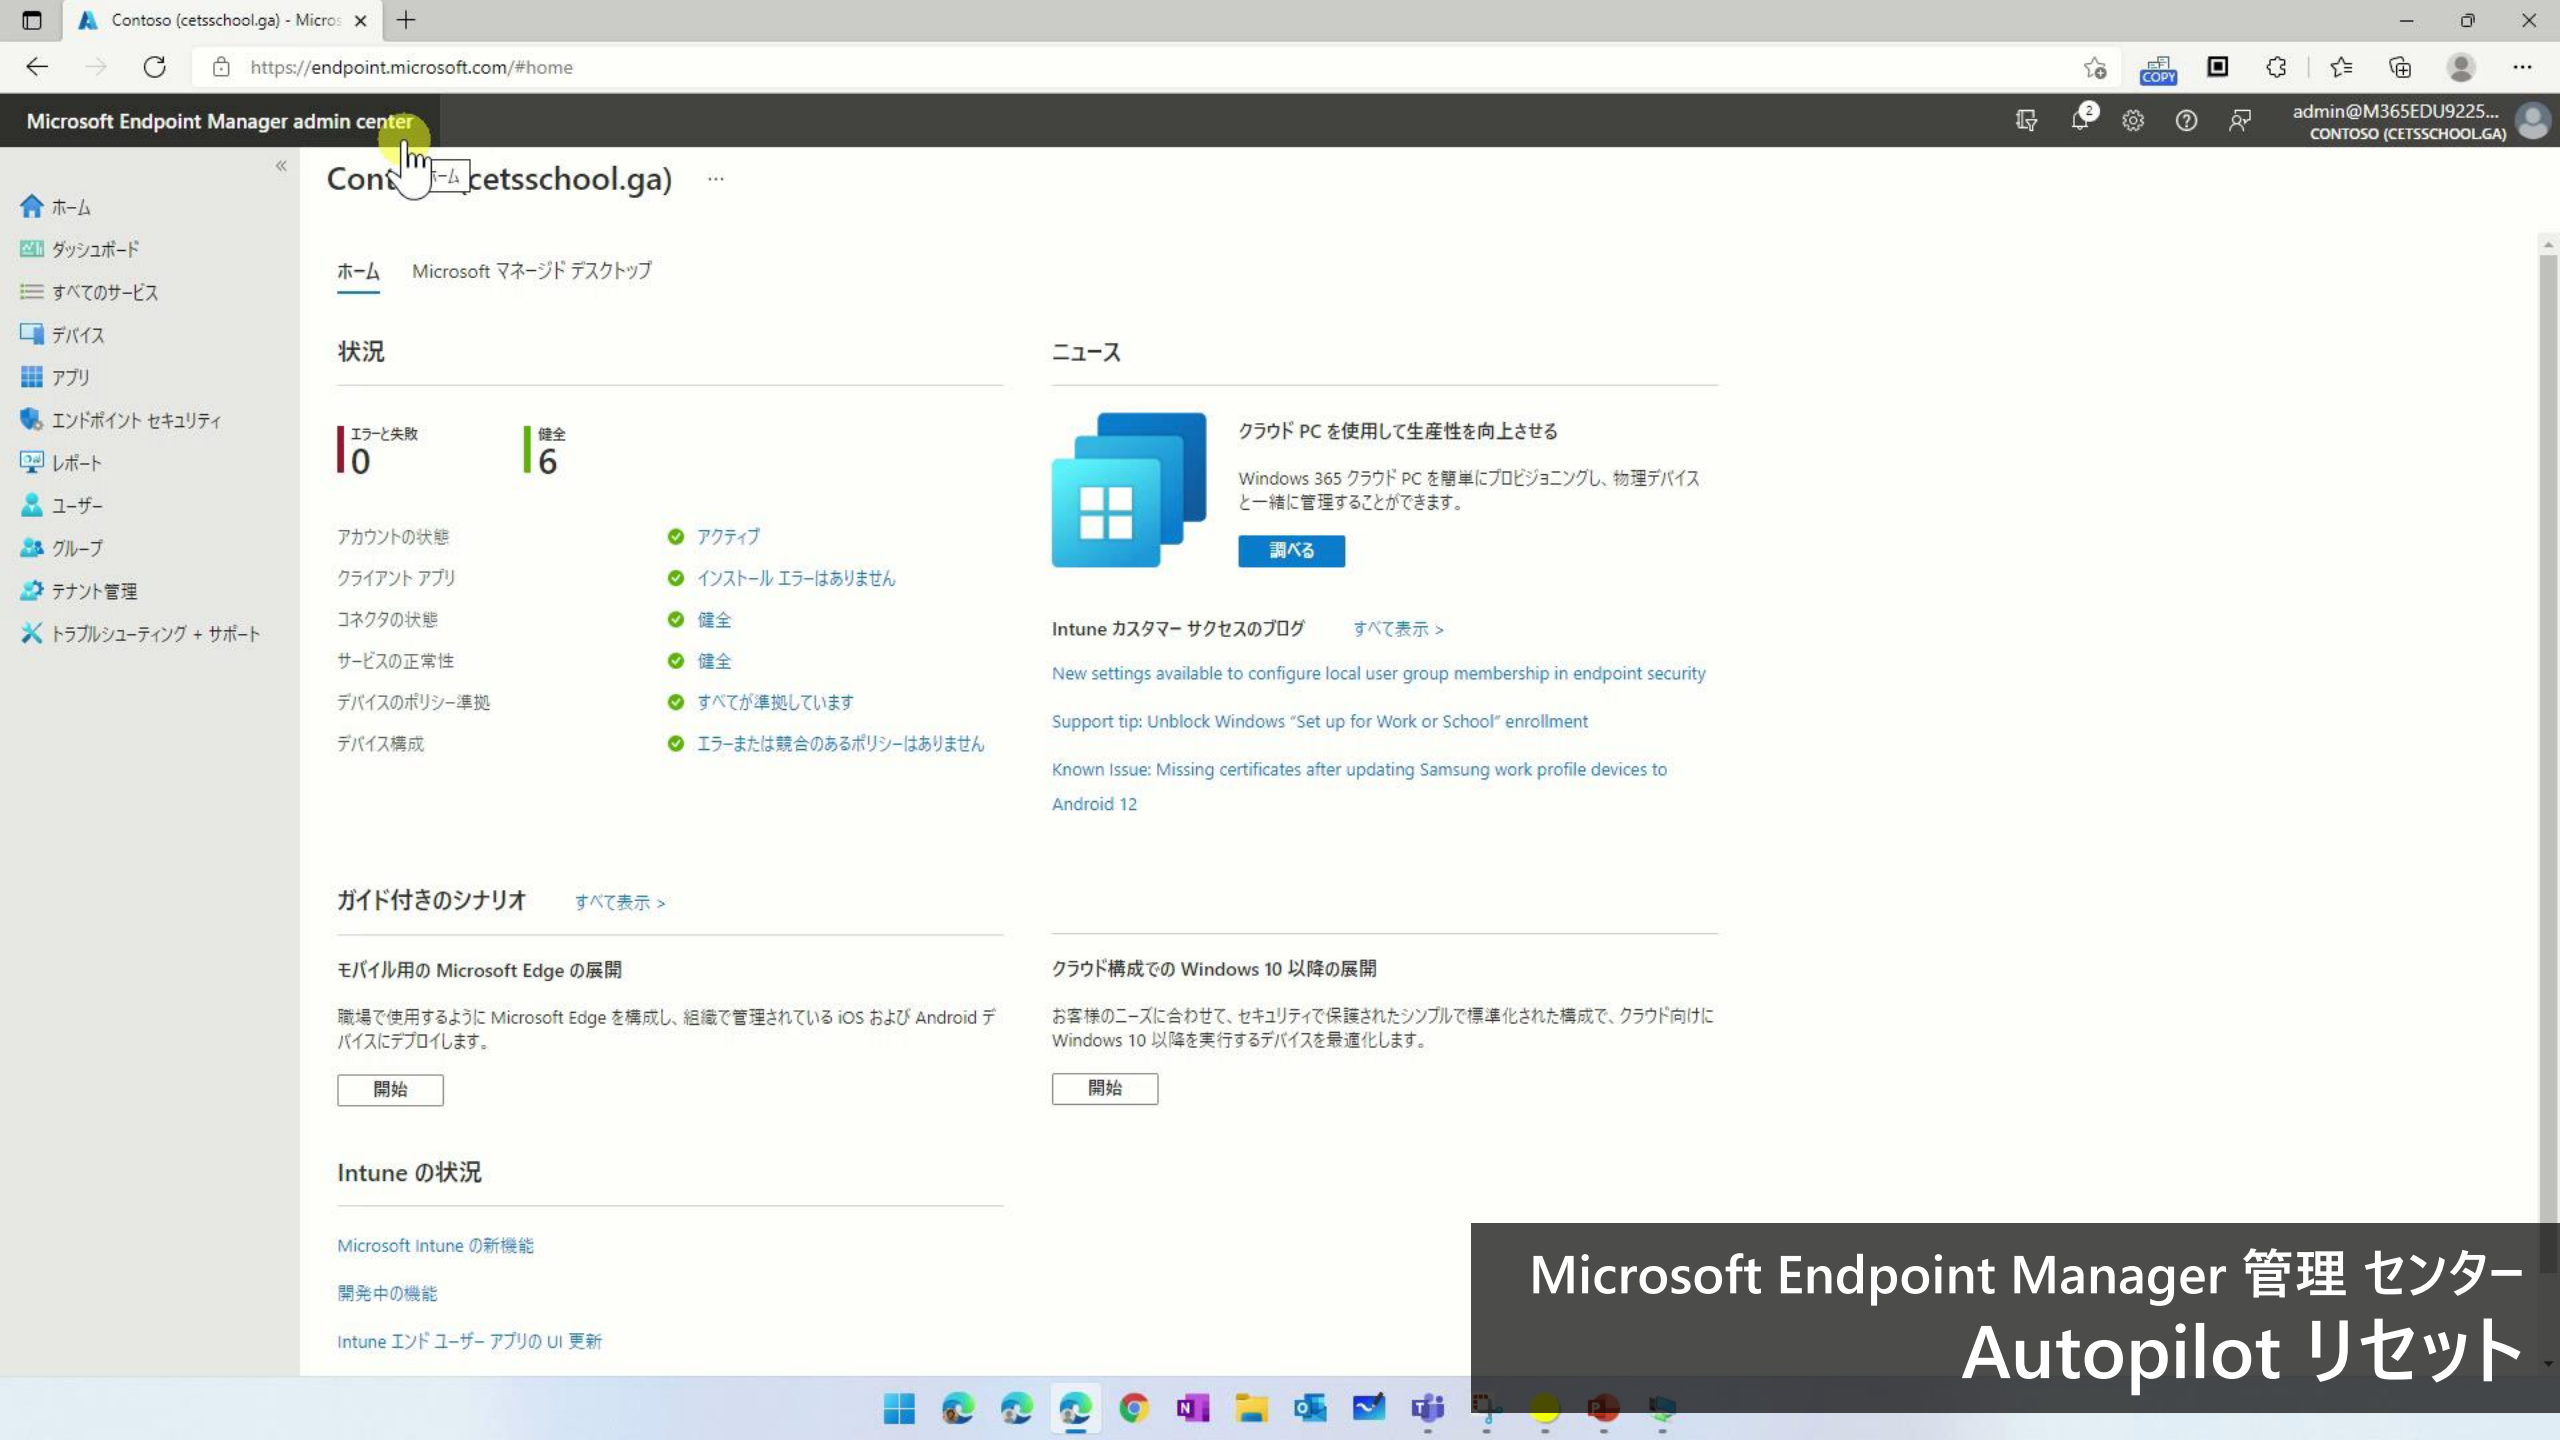 Contoso (cetsschool.ga) - Micros
https://endpoint.microsoft.com/#home
COPY
Microsoft Endpoint Manager admin center
2
admin@M365EDU9225...
CONTOSO (CETSSCHOOL.GA)
Cont (cetsschool.ga) ...
ホーム
ホーム
ダッシュボード
すべてのサービス
デバイス
アプリ
エンドポイント セキュリティ
レポート
ユーザー
グループ
テナント管理
トラブルシューティング + サポート
ホーム Microsoft マネージド デスクトップ
状況
エラーと失敗
0
健全
6
アカウントの状態 アクティブ
クライアント アプリ インストール エラーはありません
コネクタの状態 健全
サービスの正常性 健全
デバイスのポリシー準拠 すべてが準拠しています
デバイス構成 エラーまたは競合のあるポリシーはありません
ニュース
クラウド PC を使用して生産性を向上させる
Windows 365 クラウド PC を簡単にプロビジョニングし、物理デバイス
と一緒に管理することができます。
調べる
Intune カスタマー サクセスのブログ すべて表示 >
New settings available to configure local user group membership in endpoint security
Support tip: Unblock Windows “Set up for Work or School” enrollment
Known Issue: Missing certificates after updating Samsung work profile devices to
Android 12
ガイド付きのシナリオ すべて表示 >
モバイル用の Microsoft Edge の展開
職場で使用するように Microsoft Edge を構成し、組織で管理されている iOS および Android デ
バイスにデプロイします。
開始
クラウド構成での Windows 10 以降の展開
お客様のニーズに合わせて、セキュリティで保護されたシンプルで標準化された構成で、クラウド向けに
Windows 10 以降を実行するデバイスを最適化します。
開始
Intune の状況
Microsoft Intune の新機能
開発中の機能
Intune エンド ユーザー アプリの UI 更新
Microsoft Endpoint Manager 管理 センター
Autopilot リセット